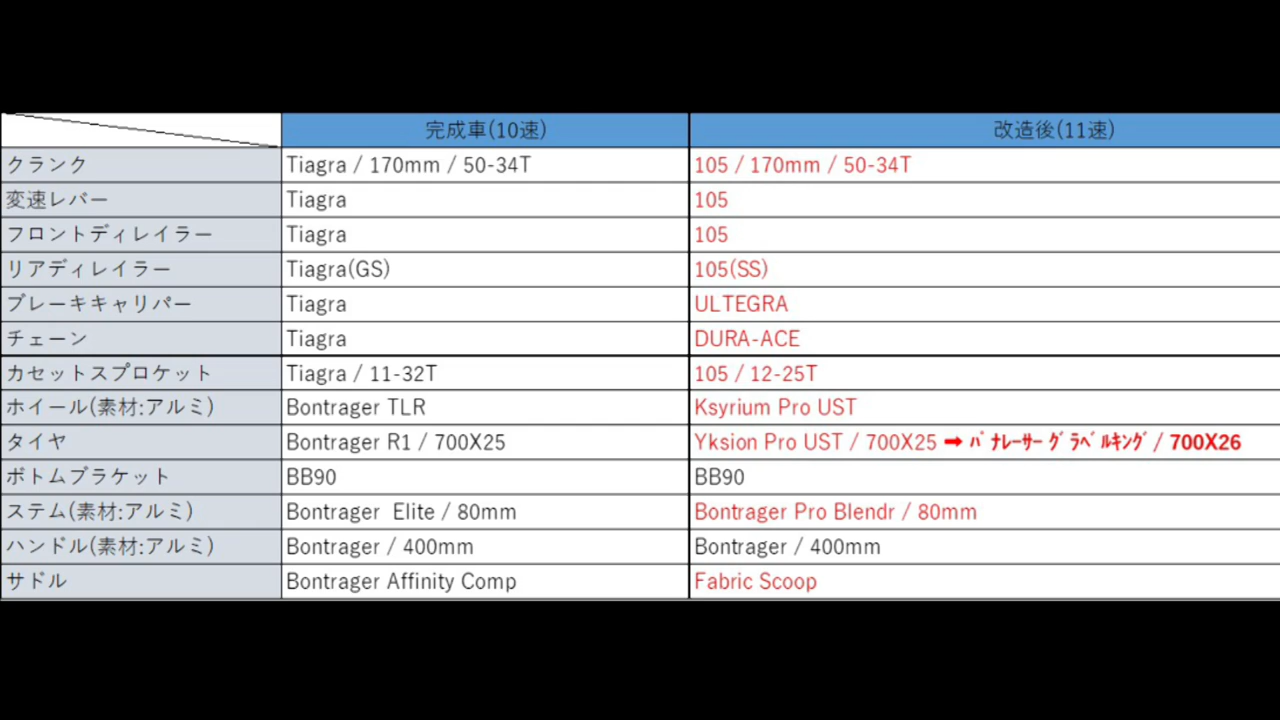 完成車(10速) 改造後(11速)
クランク Tiagra / 170mm / 50-34T 105 / 170mm / 50-34T
変速レバー Tiagra 105
フロントディレイラー Tiagra 105
リアディレイラー Tiagra(GS) 105(SS)
ブレーキキャリパー Tiagra ULTEGRA
チェーン Tiagra DURA-ACE
カセットスプロケット Tiagra / 11-32T 105 / 12-25T
ホイール(素材:アルミ) Bontrager TLR Ksyrium Pro UST
タイヤ Bontrager R1 / 700X25 Yksion Pro UST / 700X25 ➡ ﾊﾟﾅﾚｰｻｰ ｸﾞﾗﾍﾞﾙｷﾝｸﾞ / 700X26
ボトムブラケット BB90 BB90
ステム(素材:アルミ) Bontrager Elite / 80mm Bontrager Pro Blendr / 80mm
ハンドル(素材:アルミ) Bontrager / 400mm Bontrager / 400mm
サドル Bontrager Affinity Comp Fabric Scoop